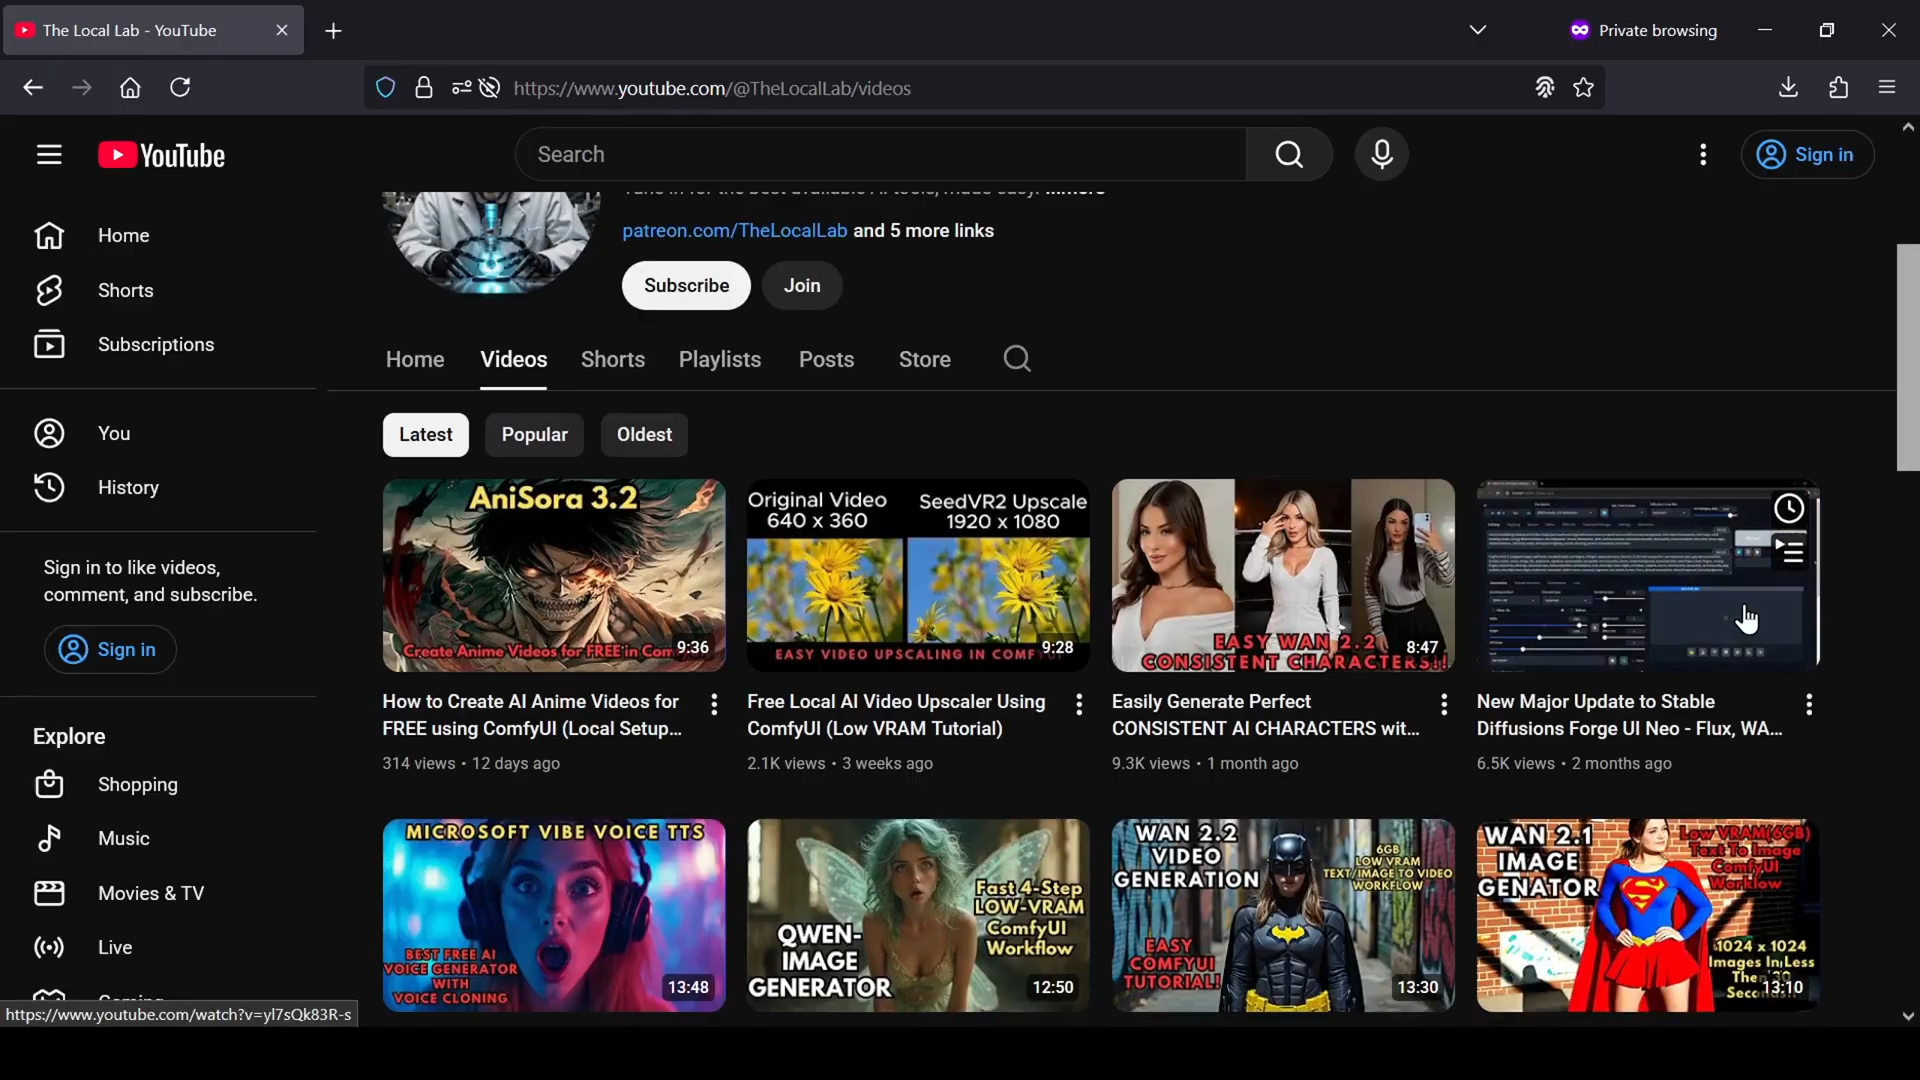 The Local Lab - YouTube
Private browsing
https://www.youtube.com/@TheLocalLab/videos
YouTube
Search
Sign in
Home
Shorts
Subscriptions
You
History
Sign in to like videos,
comment, and subscribe.
Sign in
Explore
Shopping
Music
Movies & TV
Live
patreon.com/TheLocalLab and 5 more links
Subscribe
Join
Home
Videos
Shorts
Playlists
Posts
Store
Latest
Popular
Oldest
AniSora 3.2
Create Anime Videos for FREE in Com
9:36
How to Create AI Anime Videos for
FREE using ComfyUI (Local Setup...
314 views • 12 days ago
Original Video
640 x 360
SeedVR2 Upscale
1920 x 1080
EASY VIDEO UPSCALING IN COMFYUI
9:28
Free Local AI Video Upscaler Using
ComfyUI (Low VRAM Tutorial)
2.1K views • 3 weeks ago
EASY WAN 2.2
CONSISTENT CHARACTERS!!
8:47
Easily Generate Perfect
CONSISTENT AI CHARACTERS wit...
9.3K views • 1 month ago
New Major Update to Stable
Diffusions Forge UI Neo - Flux, WA...
6.5K views • 2 months ago
MICROSOFT VIBE VOICE TTS
BEST FREE AI
VOICE GENERATOR
WITH
VOICE CLONING
13:48
Fast 4-Step
LOW-VRAM
ComfyUI
Workflow
QWEN-
IMAGE
GENERATOR
12:50
WAN 2.2
VIDEO
GENERATION
6GB
LOW VRAM
TEXT/IMAGE TO VIDEO
WORKFLOW
EASY
COMFYUI
TUTORIAL!
13:30
WAN 2.1
IMAGE
GENATOR
Low VRAM(6GB)
Text To Image
ComfyUI
Worklow
1024 x 1024
Images In Less
Then 30
Seconds
13:10
https://www.youtube.com/watch?v=yl7sQk83R-s